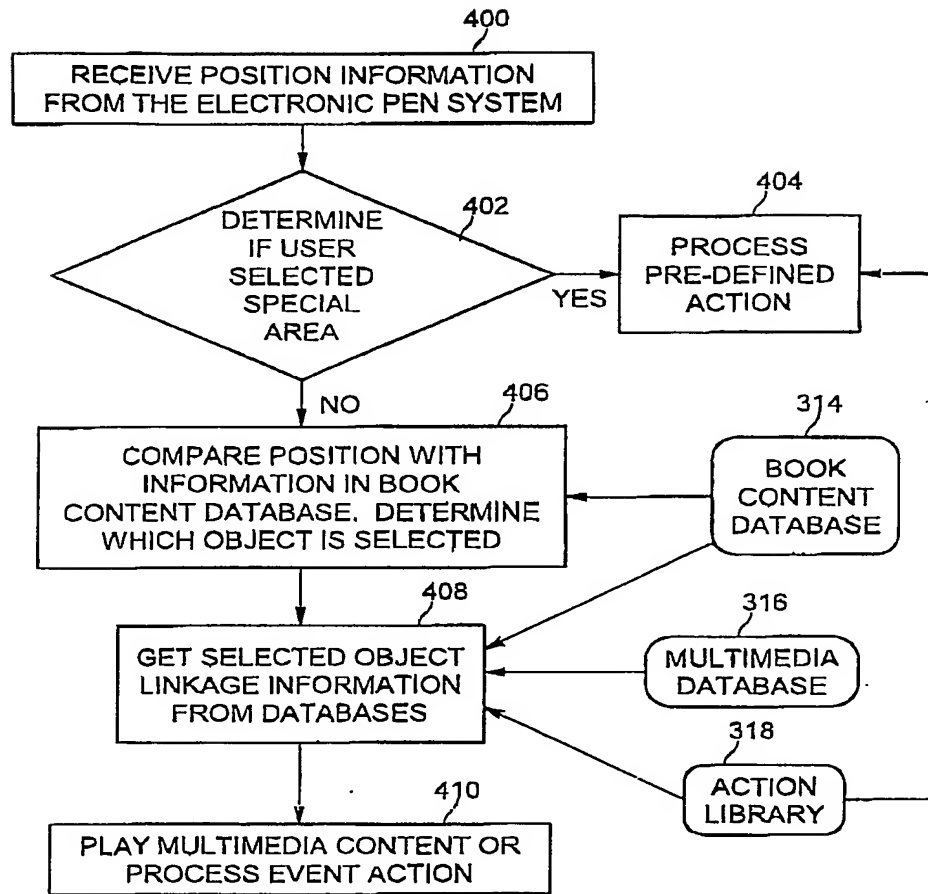 400
RECEIVE POSITION INFORMATION
FROM THE ELECTRONIC PEN SYSTEM
402
DETERMINE
IF USER
SELECTED
SPECIAL
AREA
YES
404
PROCESS
PRE-DEFINED
ACTION
NO
406
COMPARE POSITION WITH
INFORMATION IN BOOK
CONTENT DATABASE. DETERMINE
WHICH OBJECT IS SELECTED
314
BOOK
CONTENT
DATABASE
408
GET SELECTED OBJECT
LINKAGE INFORMATION
FROM DATABASES
316
MULTIMEDIA
DATABASE
318
ACTION
LIBRARY
410
PLAY MULTIMEDIA CONTENT OR
PROCESS EVENT ACTION